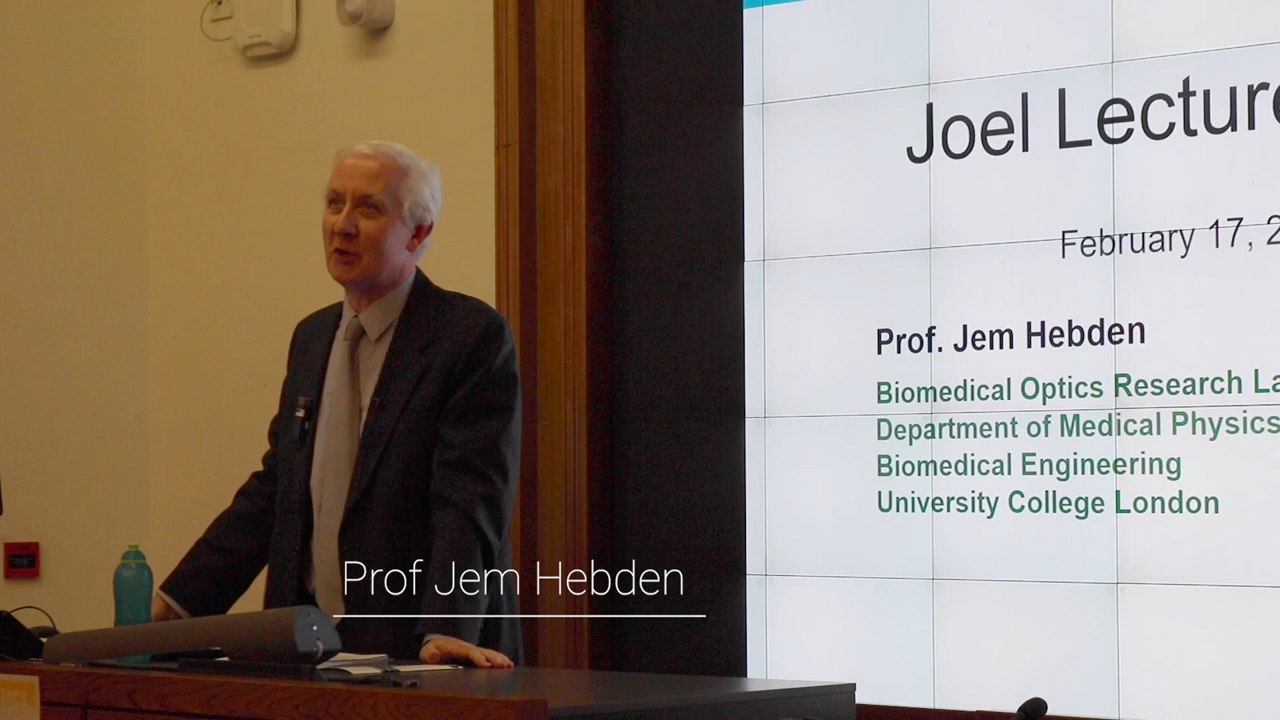 Joel Lecture
February 17, 2
Prof. Jem Hebden
Biomedical Optics Research La
Department of Medical Physics
Biomedical Engineering
University College London
Prof Jem Hebden